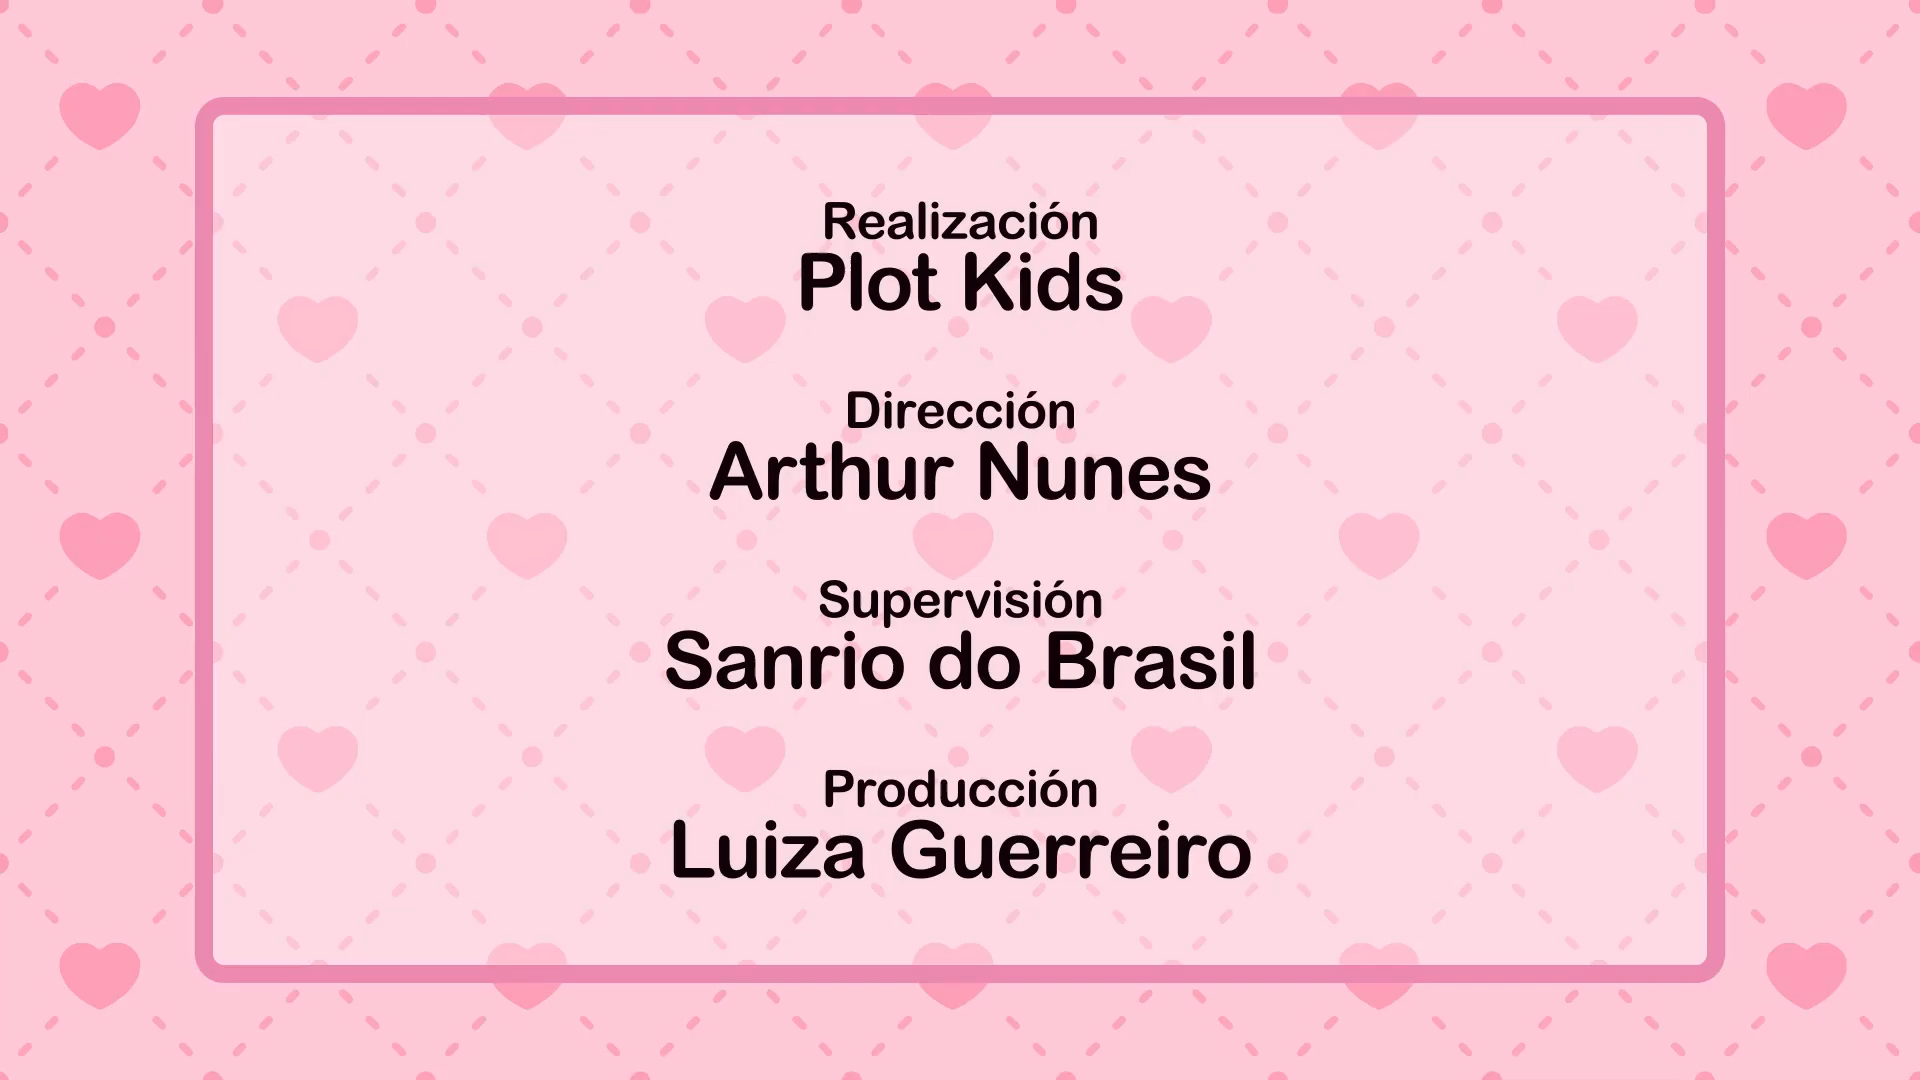 Realización
Plot Kids
Dirección
Arthur Nunes
Supervisión
Sanrio do Brasil
Producción
Luiza Guerreiro